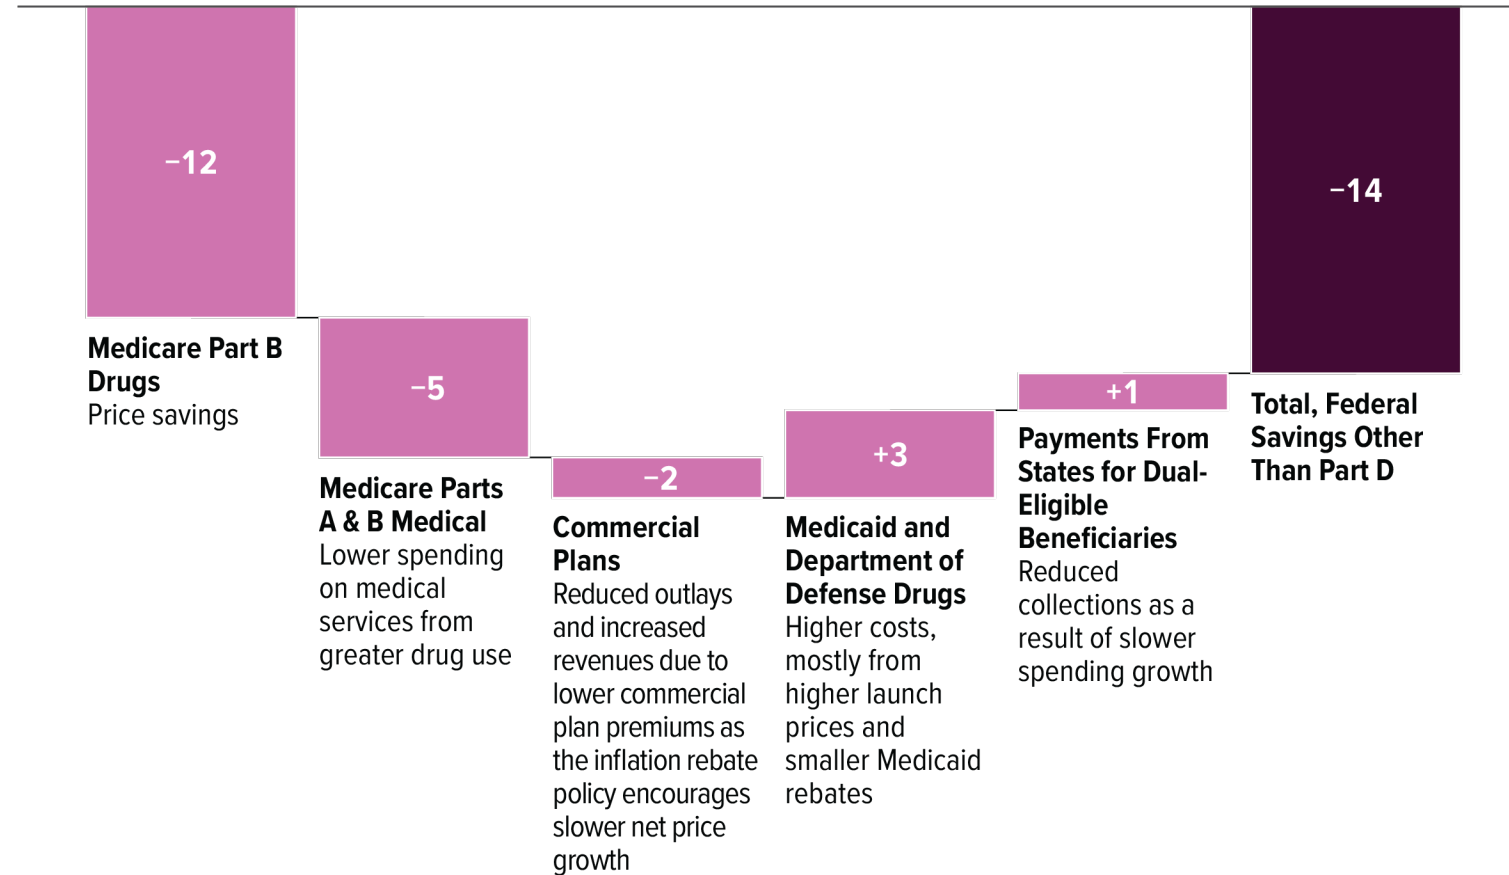 −12
Medicare Part B
Drugs
Price savings
−5
Medicare Parts
A & B Medical
Lower spending
on medical
services from
greater drug use
−2
Commercial
Plans
Reduced outlays
and increased
revenues due to
lower commercial
plan premiums as
the inflation rebate
policy encourages
slower net price
growth
+3
Medicaid and
Department of
Defense Drugs
Higher costs,
mostly from
higher launch
prices and
smaller Medicaid
rebates
+1
Payments From
States for Dual-
Eligible
Beneficiaries
Reduced
collections as a
result of slower
spending growth
−14
Total, Federal
Savings Other
Than Part D